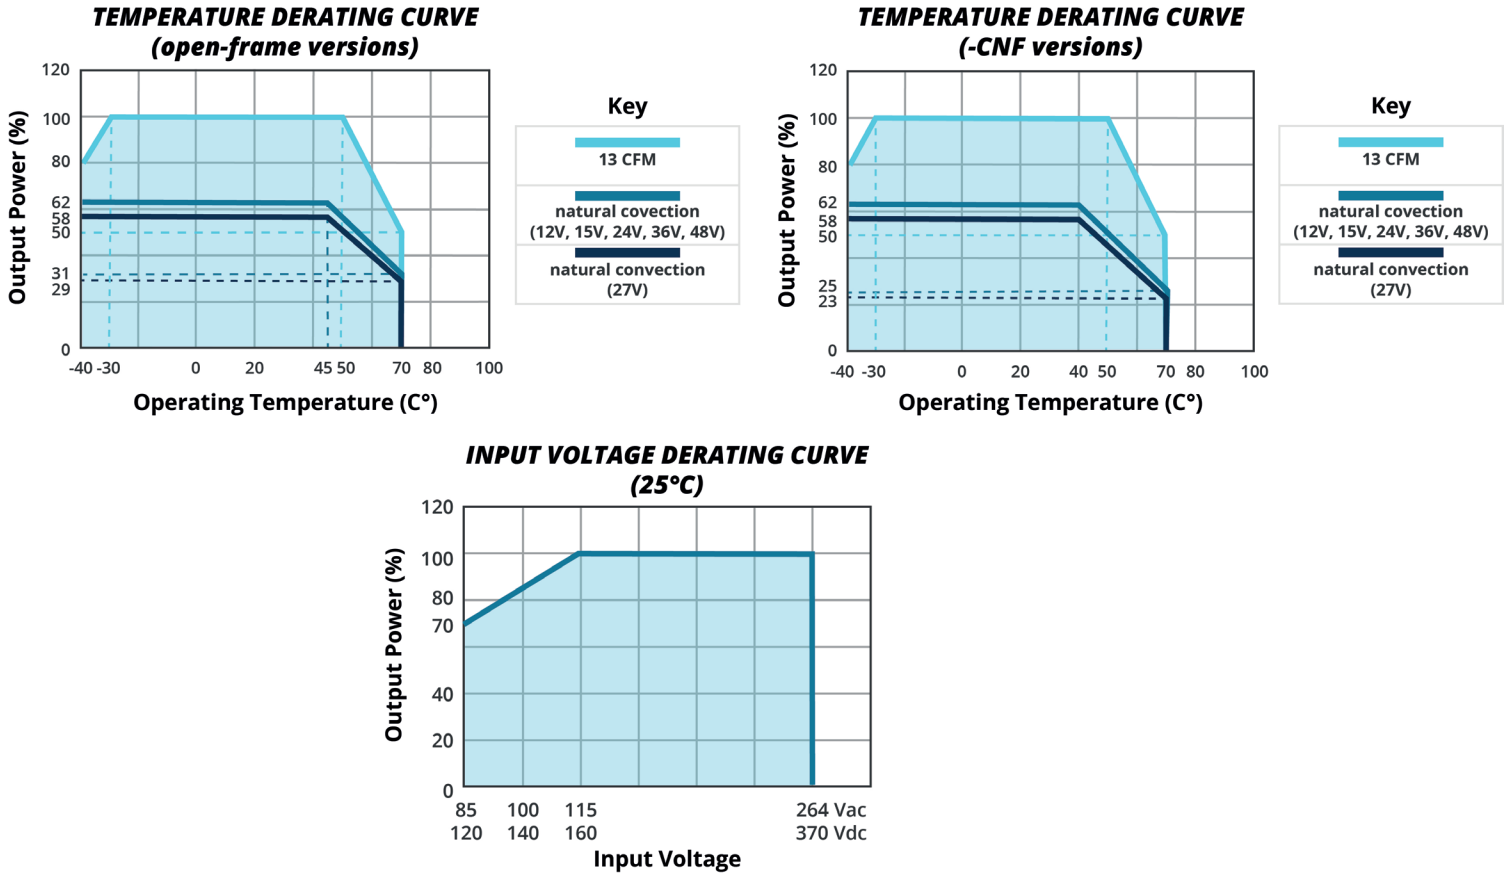 TEMPERATURE DERATING CURVE
(open-frame versions)
120
100
80
62
58
50
31
29
0
Output Power (%)
-40 -30 0 20 45 50 70 80 100
Operating Temperature (C°)
Key
13 CFM
natural covection
(12V, 15V, 24V, 36V, 48V)
natural convection
(27V)
TEMPERATURE DERATING CURVE
(-CNF versions)
120
100
80
62
58
50
25
23
0
Output Power (%)
-40 -30 0 20 40 50 70 80 100
Operating Temperature (C°)
Key
13 CFM
natural covection
(12V, 15V, 24V, 36V, 48V)
natural convection
(27V)
INPUT VOLTAGE DERATING CURVE
(25°C)
120
100
80
70
40
20
0
Output Power (%)
85 100 115 264 Vac
120 140 160 370 Vdc
Input Voltage